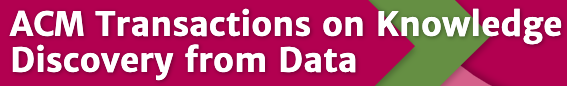 ACM Transactions on Knowledge
Discovery from Data